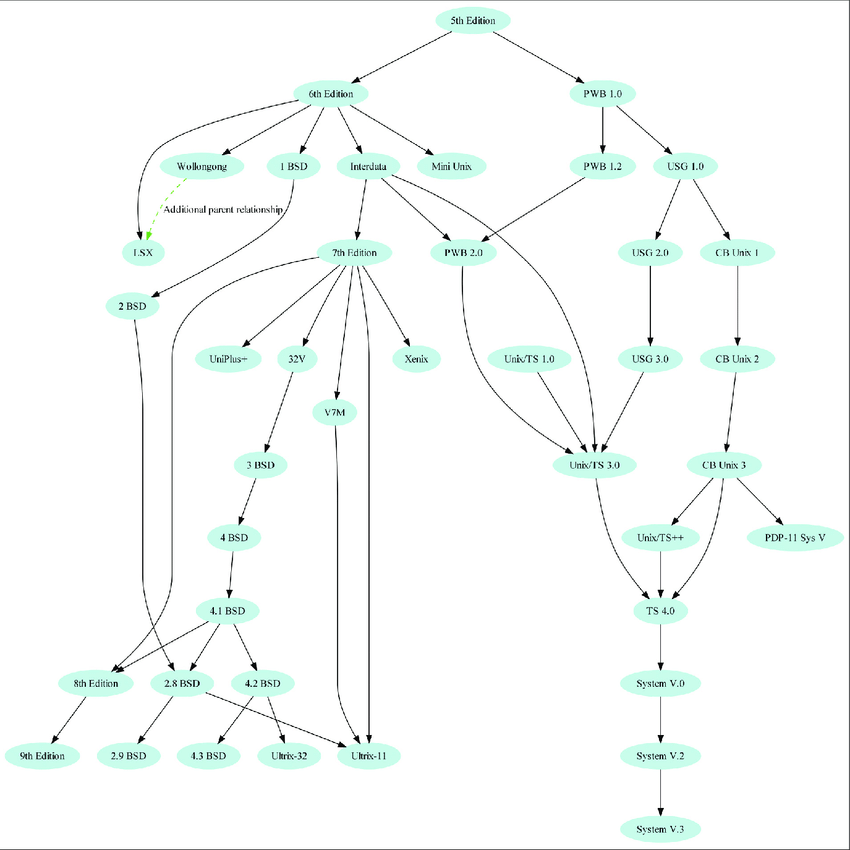 5th Edition
6th Edition
PWB 1.0
Wollongong
1 BSD
Interdata
Mini Unix
PWB 1.2
USG 1.0
Additional parent relationship
LSX
7th Edition
PWB 2.0
USG 2.0
CB Unix 1
2 BSD
UniPlus+
32V
Xenix
Unix/TS 1.0
USG 3.0
CB Unix 2
V7M
3 BSD
Unix/TS 3.0
CB Unix 3
4 BSD
Unix/TS++
PDP-11 Sys V
4.1 BSD
TS 4.0
8th Edition
2.8 BSD
4.2 BSD
System V.0
9th Edition
2.9 BSD
4.3 BSD
Ultrix-32
Ultrix-11
System V.2
System V.3